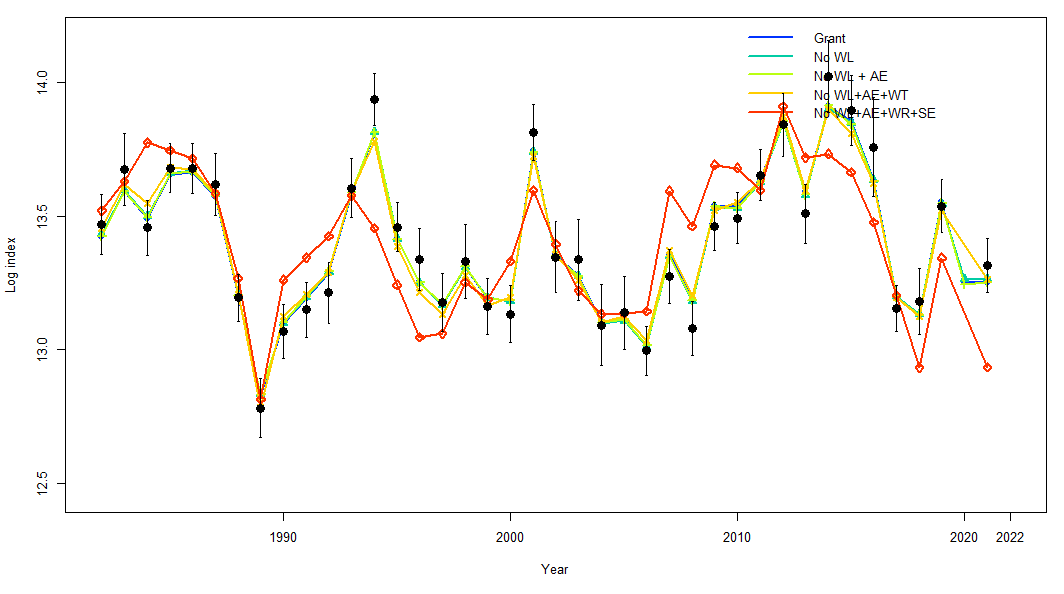 Grant
No WL
No WL + AE
No WL+AE+WT
No WL+AE+WR+SE
14.0
13.5
13.0
12.5
Log index
1990
2000
2010
2020
2022
Year